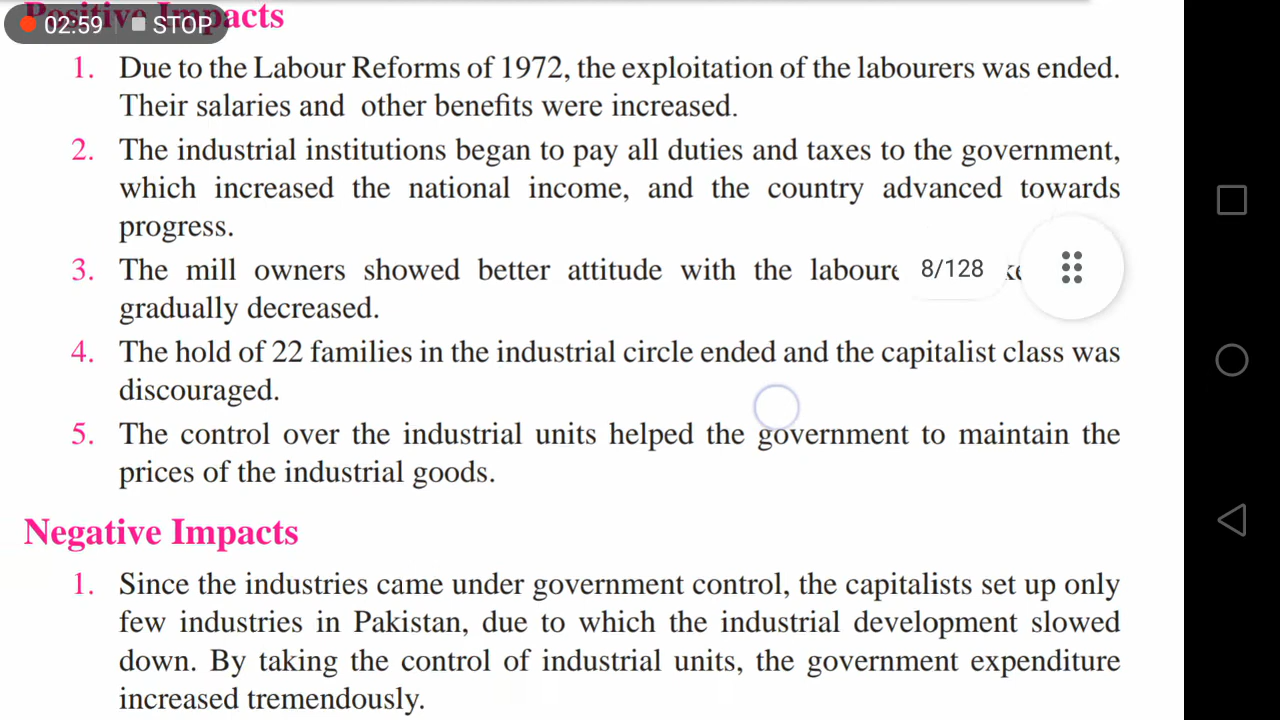 Positive Impacts
02:59 STOP
1. Due to the Labour Reforms of 1972, the exploitation of the labourers was ended.
Their salaries and other benefits were increased.
2. The industrial institutions began to pay all duties and taxes to the government,
which increased the national income, and the country advanced towards
progress.
3. The mill owners showed better attitude with the
8/128
gradually decreased.
4. The hold of 22 families in the industrial circle ended and the capitalist class was
discouraged.
5. The control over the industrial units helped the government to maintain the
prices of the industrial goods.
Negative Impacts
1. Since the industries came under government control, the capitalists set up only
few industries in Pakistan, due to which the industrial development slowed
down. By taking the control of industrial units, the government expenditure
increased tremendously.